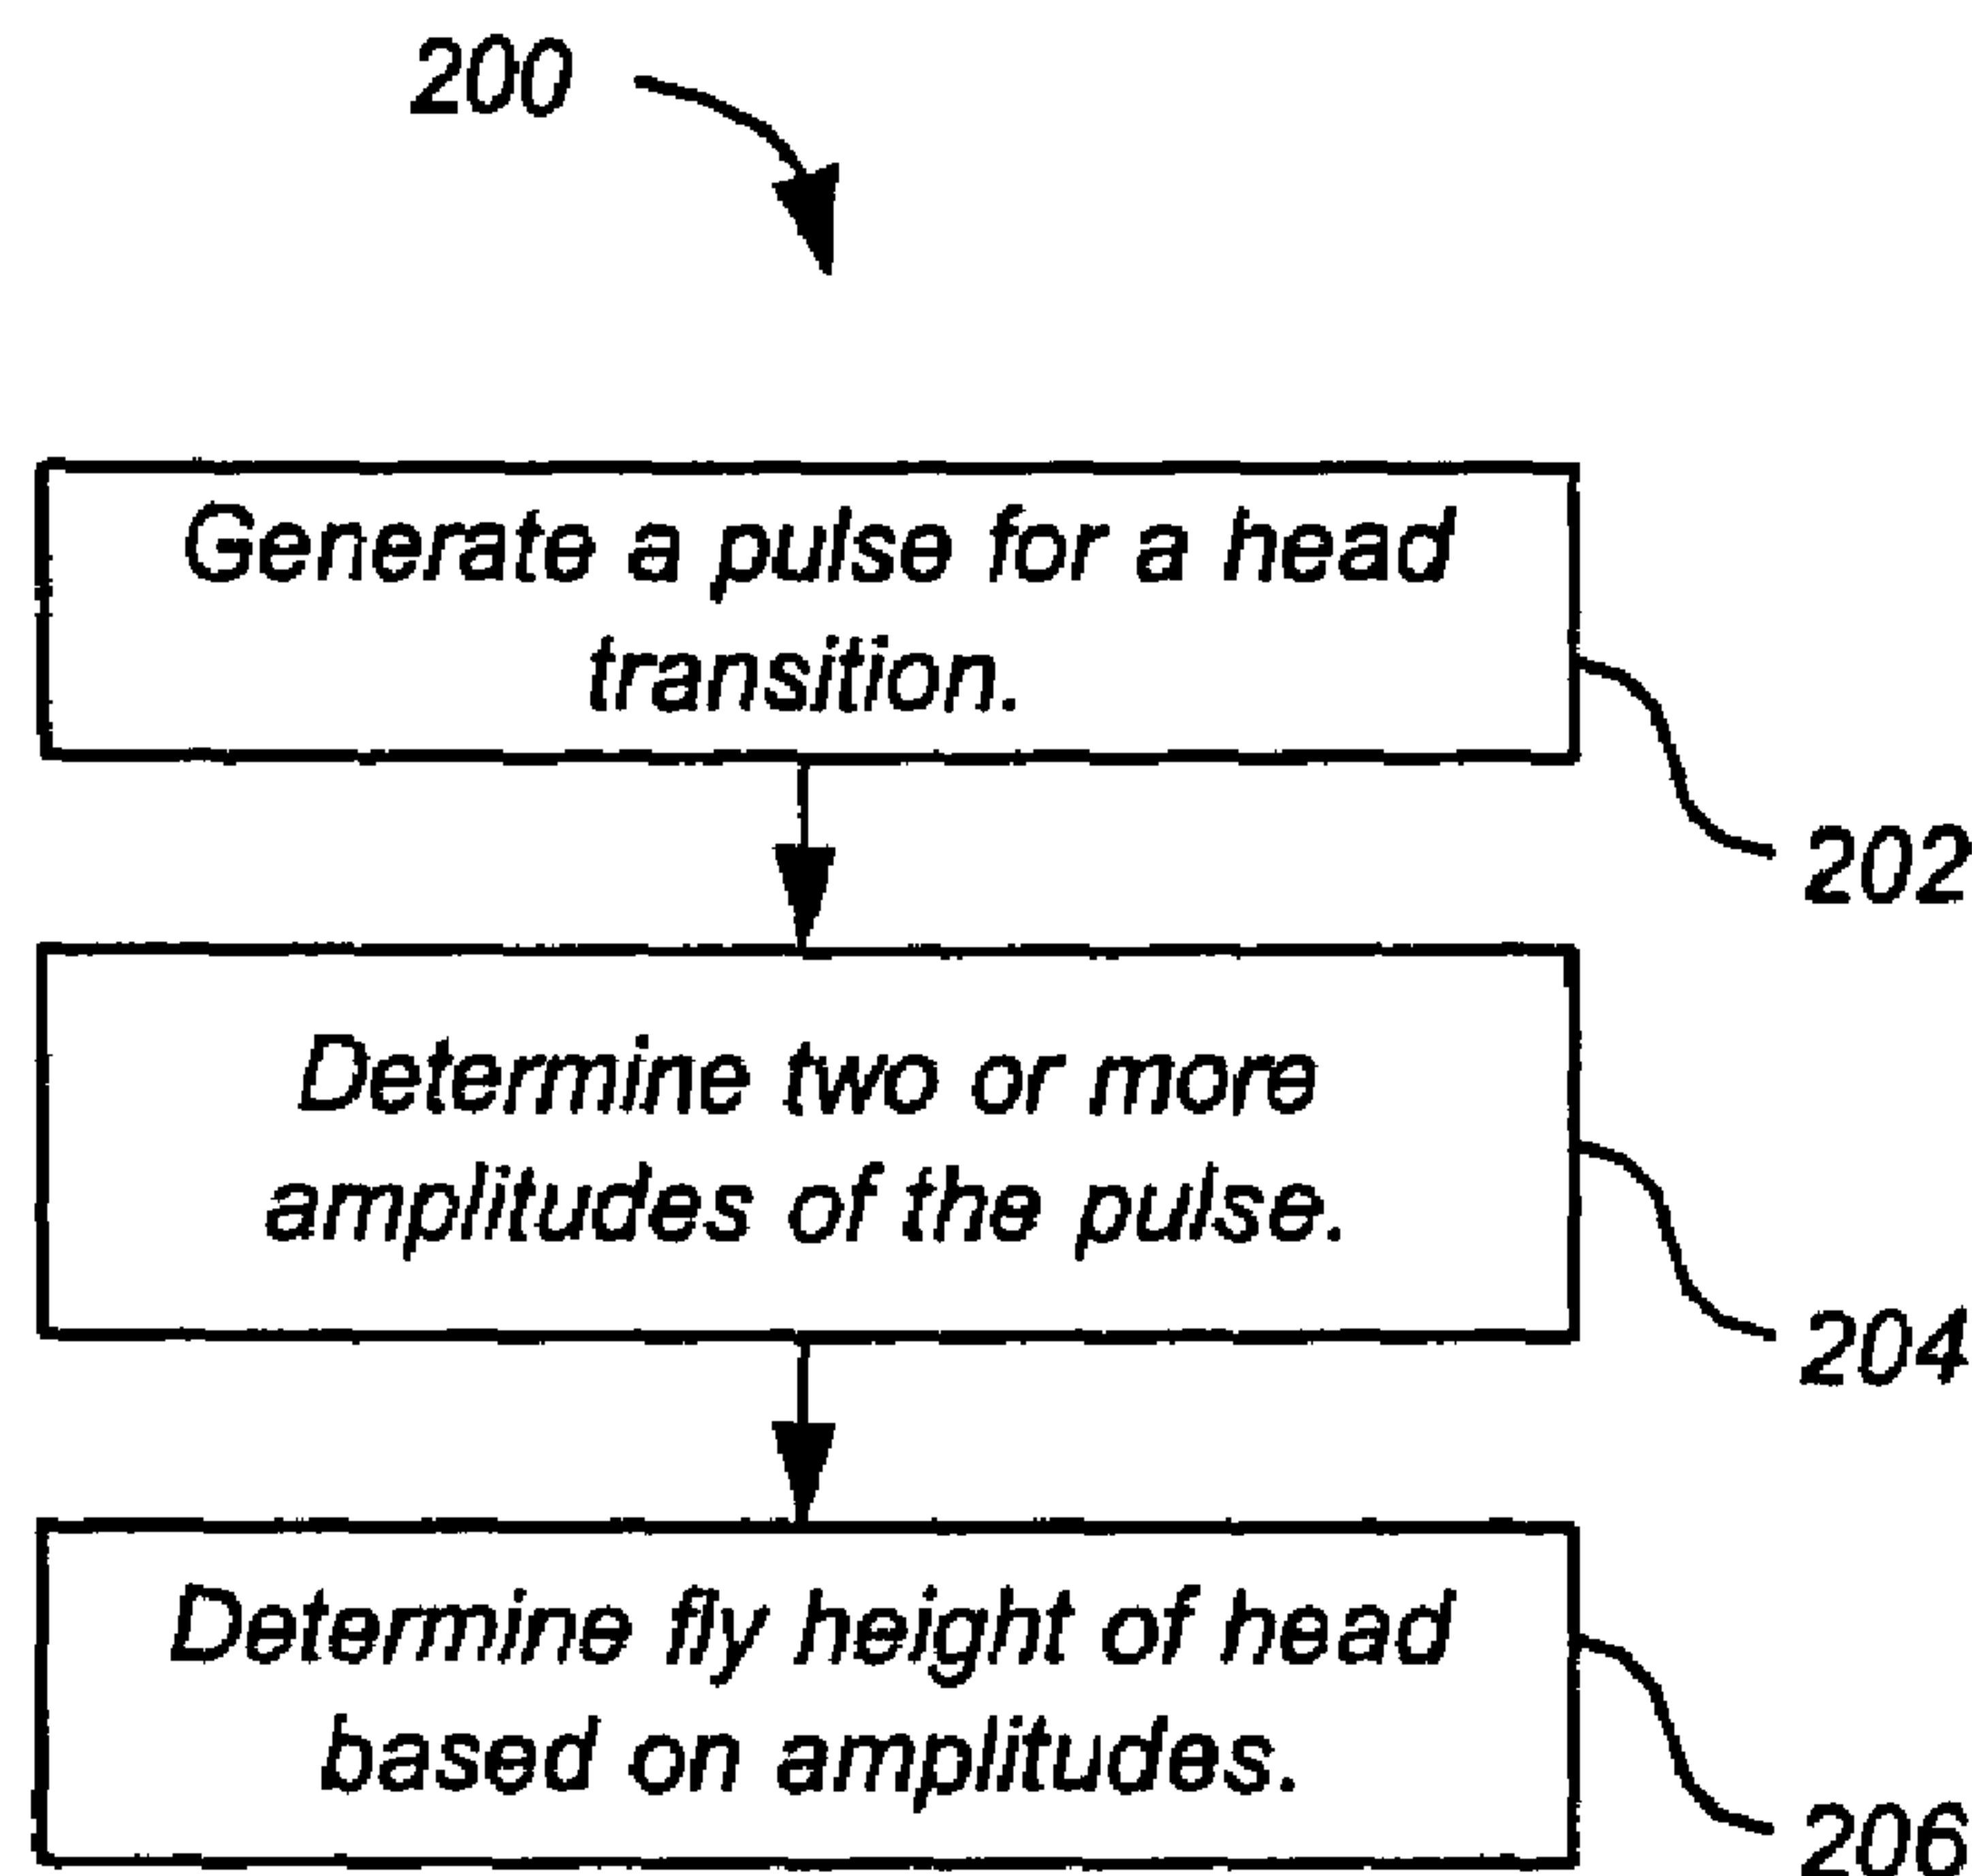 200
Generate a pulse for a head
transition.
202
Determine two or more
amplitudes of the pulse.
204
Determine fly height of head
based on amplitudes.
206